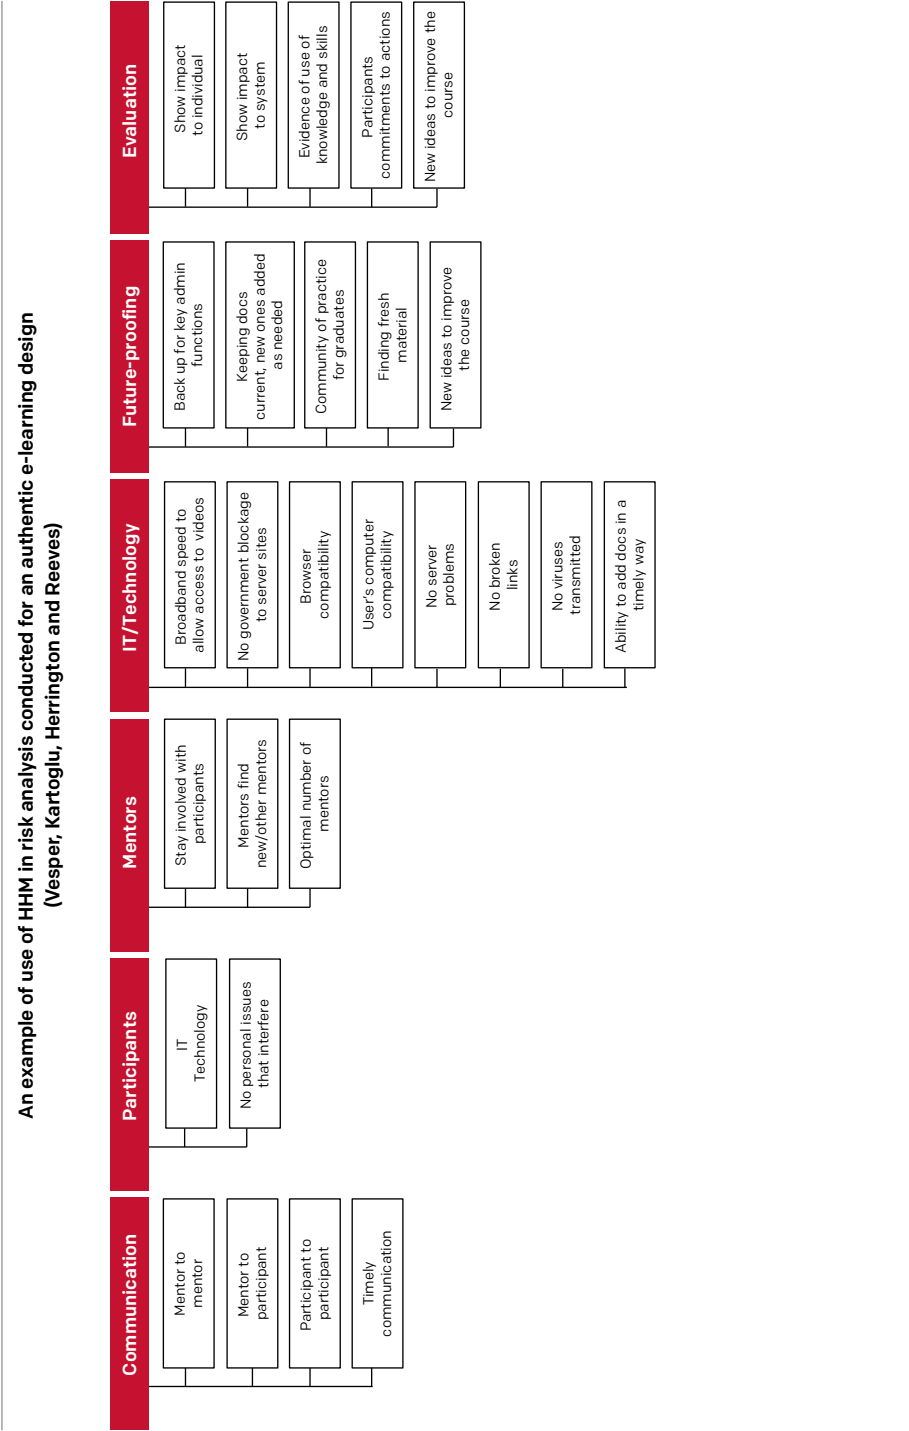 An example of use of HHM in risk analysis conducted for an authentic e-learning design
(Vesper, Kartoglu, Herrington and Reeves)
Communication
Mentor to
mentor
Mentor to
participant
Participant to
participant
Timely
communication
Participants
IT
Technology
No personal issues
that interfere
Mentors
Stay involved with
participants
Mentors find
new/other mentors
Optimal number of
mentors
IT/Technology
Broadband speed to
allow access to videos
No government blockage
to server sites
Browser
compatibility
User's computer
compatibility
No server
problems
No broken
links
No viruses
transmitted
Ability to add docs in a
timely way
Future-proofing
Back up for key admin
functions
Keeping docs
current, new ones added
as needed
Community of practice
for graduates
Finding fresh
material
New ideas to improve
the course
Evaluation
Show impact
to individual
Show impact
to system
Evidence of use of
knowledge and skills
Participants
commitments to actions
New ideas to improve the
course